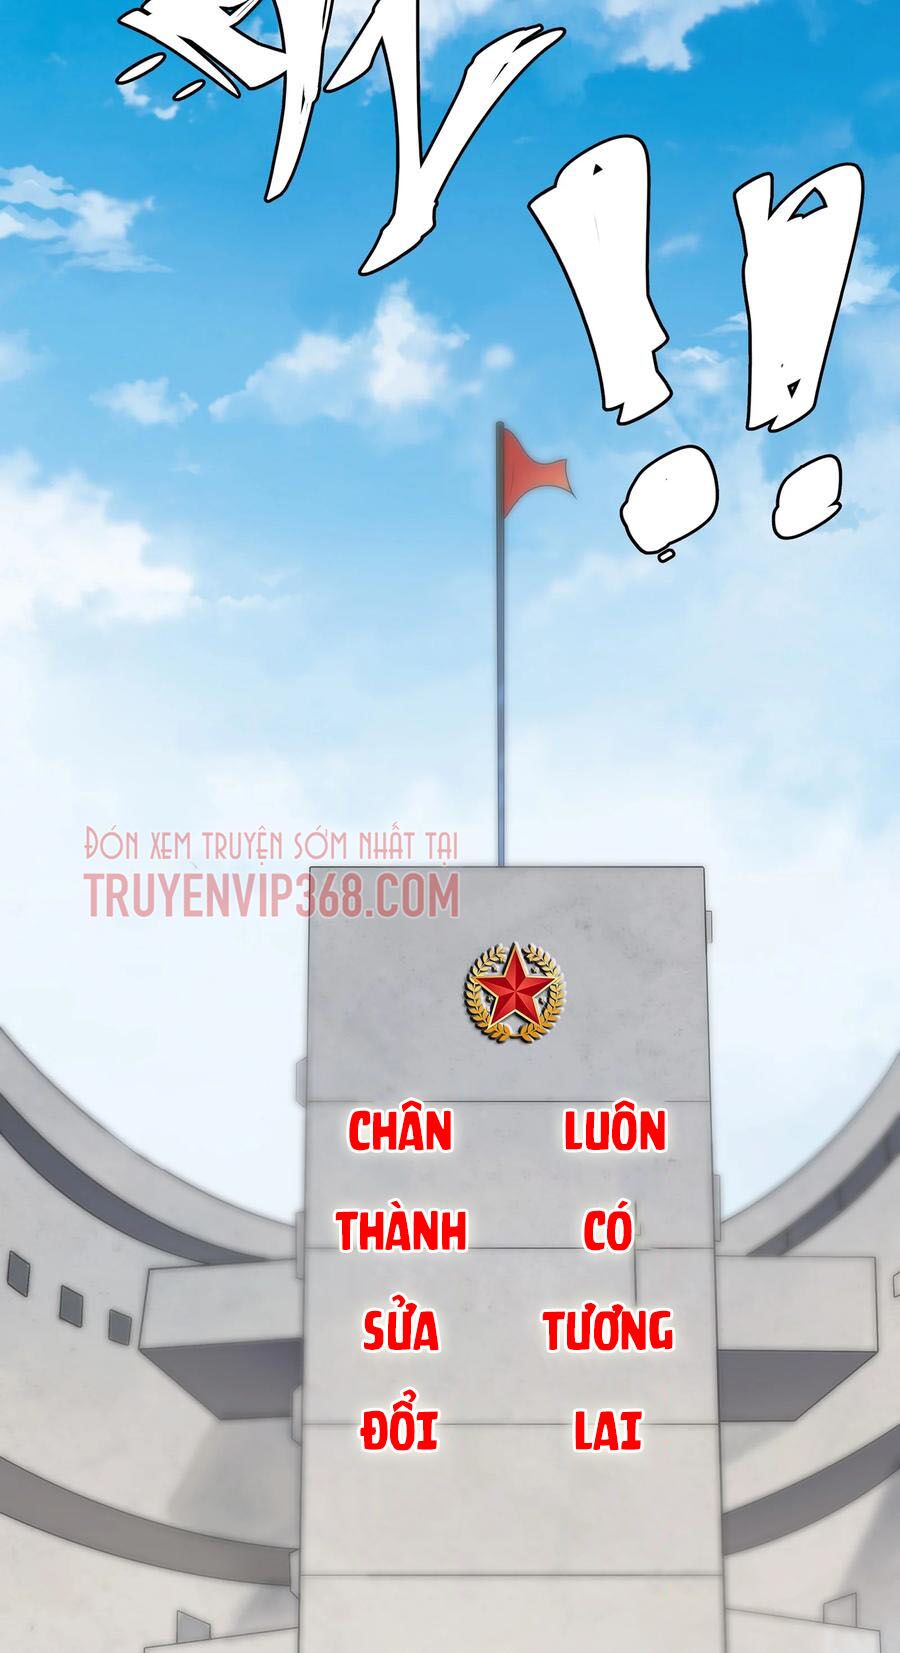 !!
ĐÓN XEM TRUYỆN SỚM NHẤT TẠI
TRUYENVIP368.COM
CHÂN
THÀNH
SỬA
ĐỔI
LUÔN
CÓ
TƯƠNG
LAI